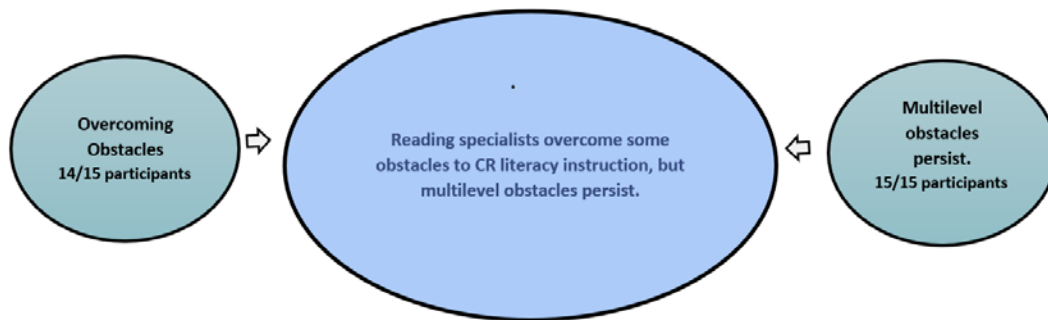 Overcoming
Obstacles
14/15 participants
Reading specialists overcome some
obstacles to CR literacy instruction, but
multilevel obstacles persist.
Multilevel
obstacles
persist.
15/15 participants